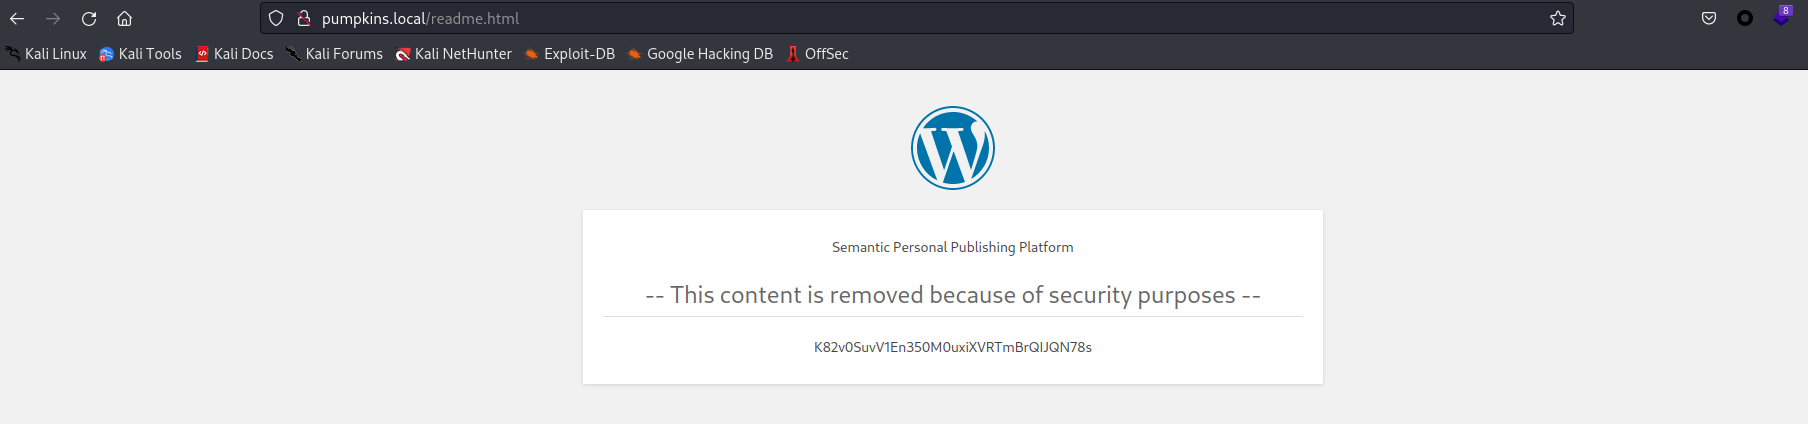 pumpkins.local/readme.html
8
Kali Linux Kali Tools Kali Docs Kali Forums Kali NetHunter Exploit-DB Google Hacking DB OffSec
Semantic Personal Publishing Platform
-- This content is removed because of security purposes --
K82v0SuvV1En350M0uxiXVRTmBrQIJQN78s